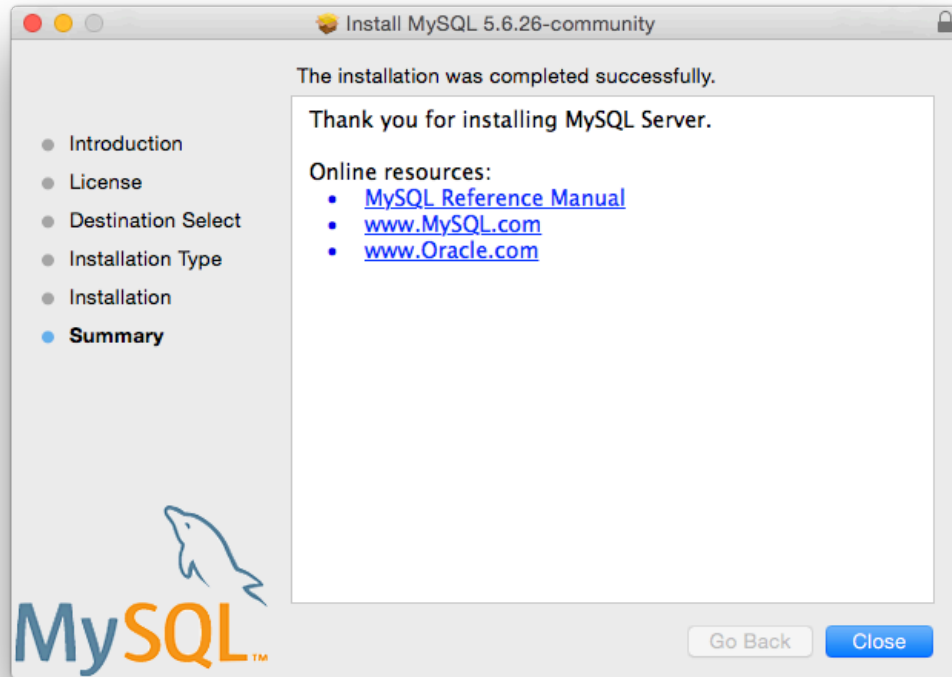 Install MySQL 5.6.26-community
The installation was completed successfully.
Introduction
License
Destination Select
Installation Type
Installation
Summary
Thank you for installing MySQL Server.
Online resources:
• MySQL Reference Manual
• www.MySQL.com
• www.Oracle.com
MySQL™
Go Back
Close